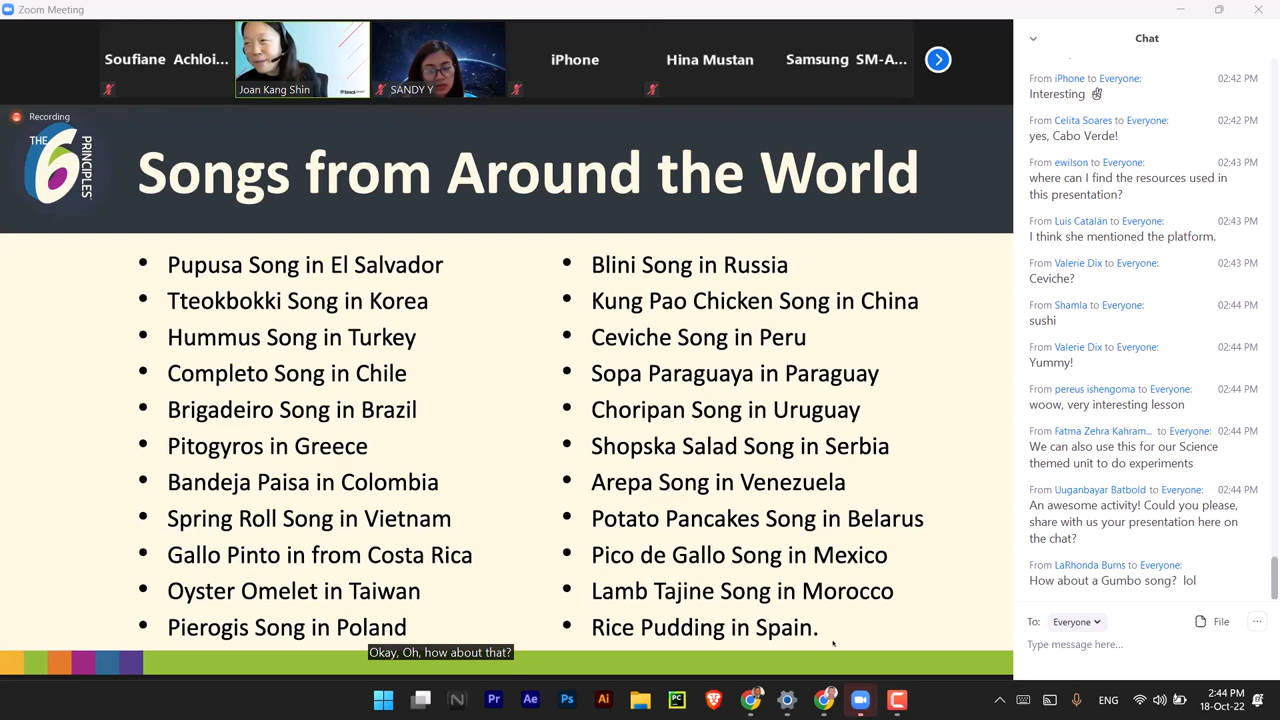 Zoom Meeting
Soufiane Achloi...
Joan Kang Shin
SANDY Y
iPhone
Hina Mustan
Samsung SM-A...
Recording
THE 6 PRINCIPLES
Songs from Around the World
• Pupusa Song in El Salvador
• Tteokbokki Song in Korea
• Hummus Song in Turkey
• Completo Song in Chile
• Brigadeiro Song in Brazil
• Pitogyros in Greece
• Bandeja Paisa in Colombia
• Spring Roll Song in Vietnam
• Gallo Pinto in from Costa Rica
• Oyster Omelet in Taiwan
• Pierogis Song in Poland
• Blini Song in Russia
• Kung Pao Chicken Song in China
• Ceviche Song in Peru
• Sopa Paraguaya in Paraguay
• Choripan Song in Uruguay
• Shopska Salad Song in Serbia
• Arepa Song in Venezuela
• Potato Pancakes Song in Belarus
• Pico de Gallo Song in Mexico
• Lamb Tajine Song in Morocco
• Rice Pudding in Spain.
Okay, Oh, how about that?
Chat
From iPhone to Everyone: 02:42 PM
Interesting ✌
From Celita Soares to Everyone: 02:42 PM
yes, Cabo Verde!
From ewilson to Everyone: 02:43 PM
where can I find the resources used in
this presentation?
From Luis Catalán to Everyone: 02:43 PM
I think she mentioned the platform.
From Valerie Dix to Everyone: 02:43 PM
Ceviche?
From Shamla to Everyone: 02:44 PM
sushi
From Valerie Dix to Everyone: 02:44 PM
Yummy!
From pereus ishengoma to Everyone: 02:44 PM
woow, very interesting lesson
From Fatma Zehra Kahram... to Everyone: 02:44 PM
We can also use this for our Science
themed unit to do experiments
From Uuganbayar Batbold to Everyone: 02:44 PM
An awesome activity! Could you please,
share with us your presentation here on
the chat?
From LaRhonda Burns to Everyone: 02:44 PM
How about a Gumbo song? lol
To: Everyone
File
Type message here...
N
Pr
Ae
Ps
Ai
PC
ENG
2:44 PM
18-Oct-22